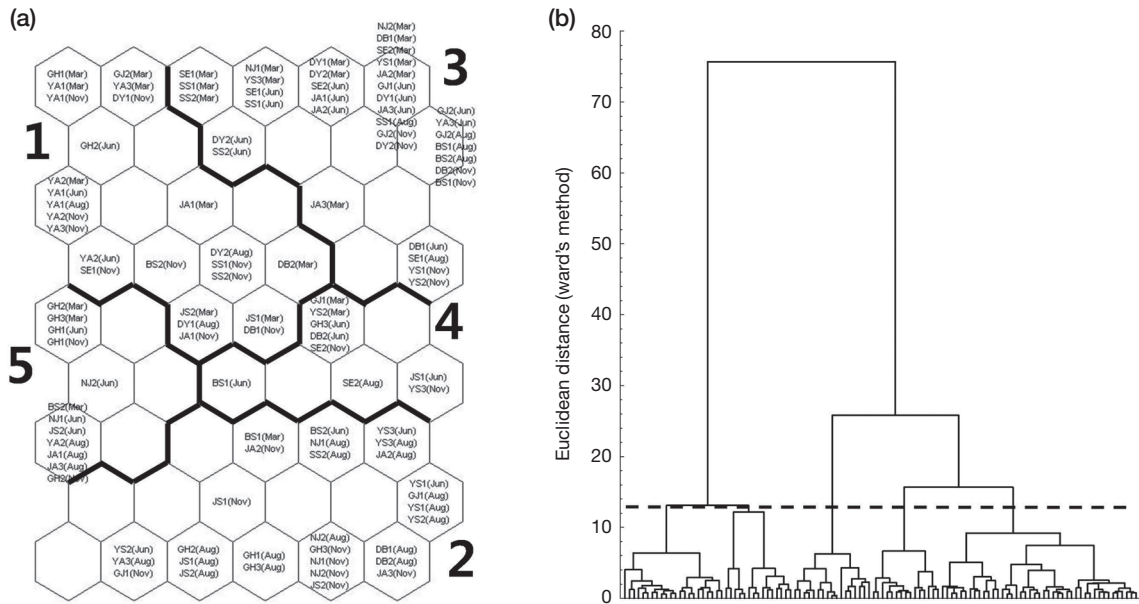 (a)
NJ2(Mar)
DB1(Mar)
SE2(Mar)
YS1(Mar)
JA2(Mar)
GJ1(Jun)
DY1(Jun)
JA3(Jun)
SS1(Aug)
GJ2(Nov)
DY2(Nov)
3
GH1(Mar)
YA1(Mar)
YA1(Nov)
GJ2(Mar)
YA3(Mar)
DY1(Nov)
SE1(Mar)
SS1(Mar)
SS2(Mar)
NJ1(Mar)
YS3(Mar)
SE1(Jun)
SS1(Jun)
DY1(Mar)
DY2(Mar)
SE2(Jun)
JA1(Jun)
JA2(Jun)
1
GH2(Jun)
DY2(Jun)
SS2(Jun)
GJ2(Jun)
YA3(Jun)
GJ2(Aug)
BS1(Aug)
BS2(Aug)
DB2(Nov)
BS1(Nov)
YA2(Mar)
YA1(Jun)
YA1(Aug)
YA2(Nov)
YA3(Nov)
JA1(Mar)
JA3(Mar)
YA2(Jun)
SE1(Nov)
BS2(Nov)
DY2(Aug)
SS1(Nov)
SS2(Nov)
DB2(Mar)
DB1(Jun)
SE1(Aug)
YS1(Nov)
YS2(Nov)
GH2(Mar)
GH3(Mar)
GH1(Jun)
GH1(Nov)
JS2(Mar)
DY1(Aug)
JA1(Nov)
JS1(Mar)
DB1(Nov)
GJ1(Mar)
YS2(Mar)
GH3(Jun)
DB2(Jun)
SE2(Nov)
4
5
NJ2(Jun)
BS1(Jun)
SE2(Aug)
JS1(Jun)
YS3(Nov)
BS2(Mar)
NJ1(Jun)
JS2(Jun)
YA2(Aug)
JA1(Aug)
JA3(Aug)
GH2(Nov)
BS1(Mar)
JA2(Nov)
BS2(Jun)
NJ1(Aug)
SS2(Aug)
YS3(Jun)
YS3(Aug)
JA2(Aug)
JS1(Nov)
YS1(Jun)
GJ1(Aug)
YS1(Aug)
YS2(Aug)
YS2(Jun)
YA3(Aug)
GJ1(Nov)
GH2(Aug)
JS1(Aug)
JS2(Aug)
GH1(Aug)
GH3(Aug)
NJ2(Aug)
GH3(Nov)
NJ1(Nov)
NJ2(Nov)
JS2(Nov)
DB1(Aug)
DB2(Aug)
JA3(Nov)
2
(b)
Euclidean distance (ward's method)
80
70
60
50
40
30
20
10
0